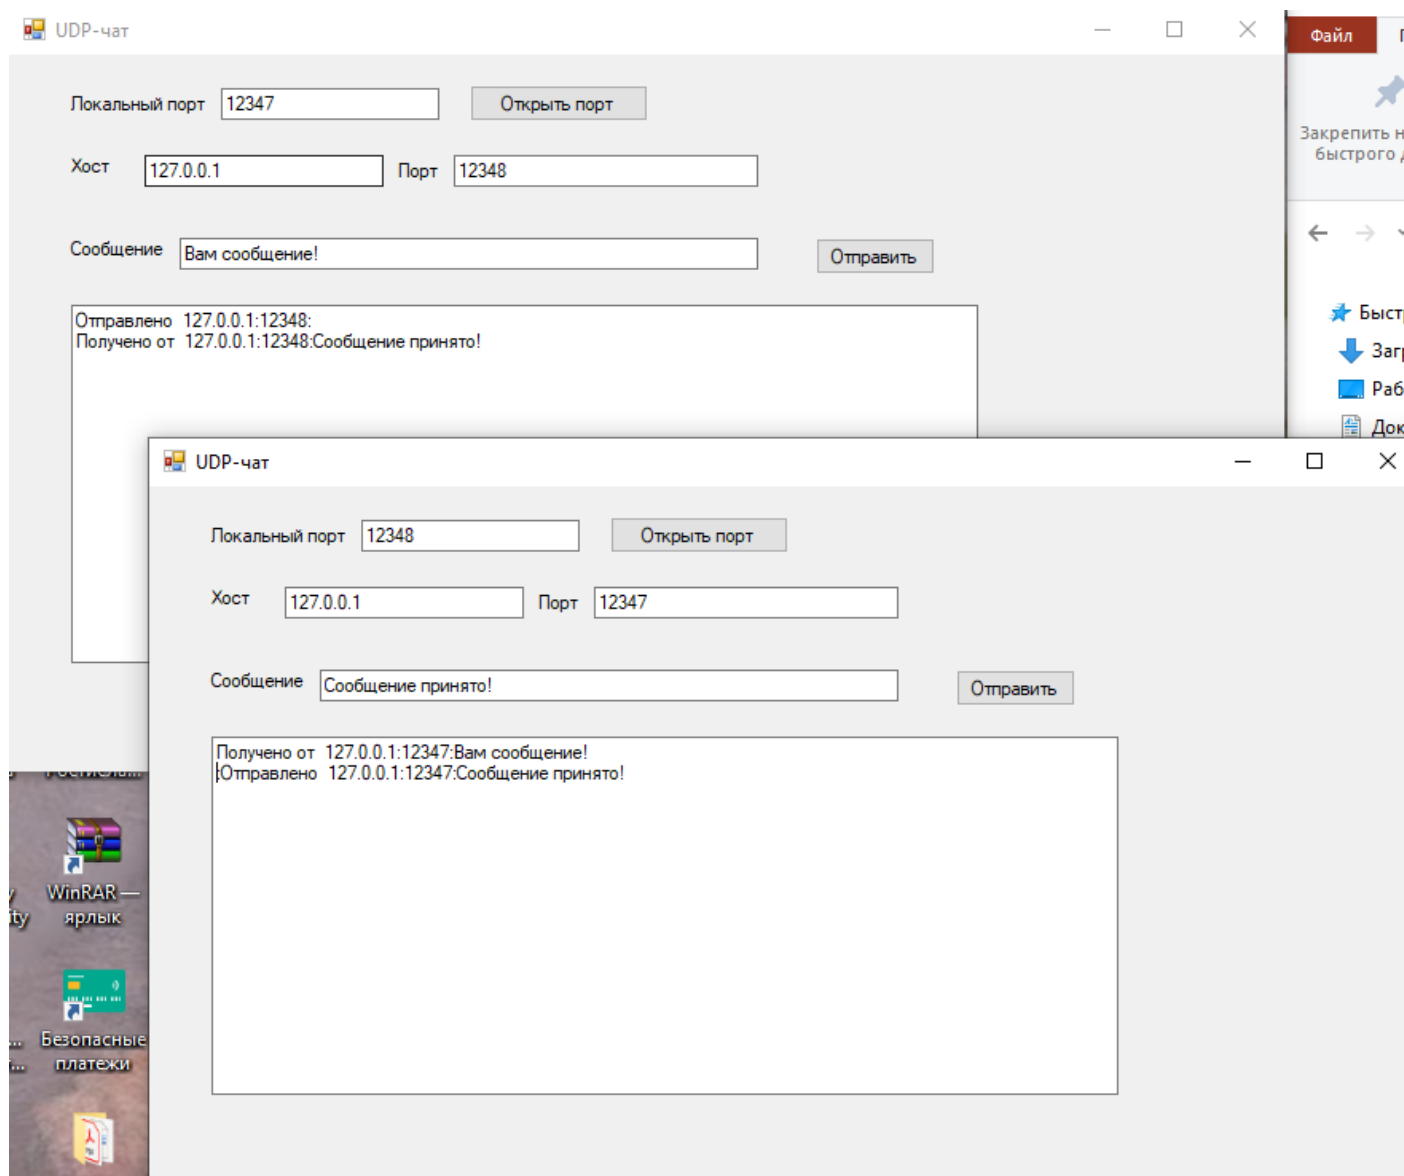 UDP-чат
Файл
Локальный порт 12347 Открыть порт
Закрепить
быстрого
Хост 127.0.0.1 Порт 12348
Сообщение Вам сообщение! Отправить
Отправлено 127.0.0.1:12348:
Получено от 127.0.0.1:12348:Сообщение принято!
Быст
Заг
Раб
Док
UDP-чат
Локальный порт 12348 Открыть порт
Хост 127.0.0.1 Порт 12347
Сообщение Сообщение принято! Отправить
Получено от 127.0.0.1:12347:Вам сообщение!
:Отправлено 127.0.0.1:12347:Сообщение принято!
WinRAR —
ярлык
ity
Безопасные
платежи